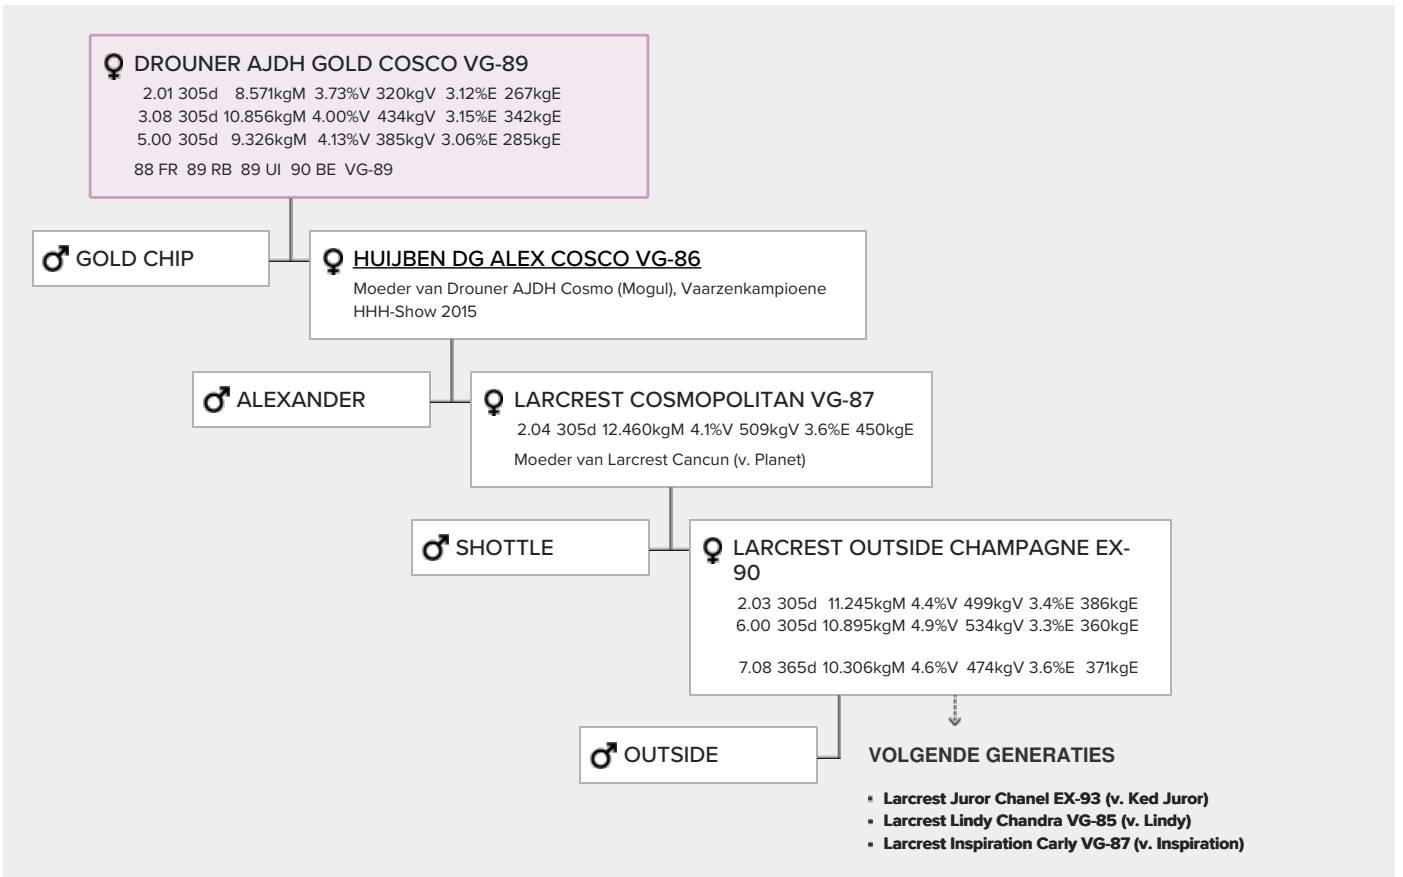 DROUNER AJDH GOLD COSCO VG-89
2.01 305d 8.571kgM 3.73%V 320kgV 3.12%E 267kgE
3.08 305d 10.856kgM 4.00%V 434kgV 3.15%E 342kgE
5.00 305d 9.326kgM 4.13%V 385kgV 3.06%E 285kgE
88 FR 89 RB 89 UI 90 BE VG-89
GOLD CHIP
HUIJBEN DG ALEX COSCO VG-86
Moeder van Drouner AJDH Cosmo (Mogul), Vaarzenkampioene
HHH-Show 2015
ALEXANDER
LARCREST COSMOPOLITAN VG-87
2.04 305d 12.460kgM 4.1%V 509kgV 3.6%E 450kgE
Moeder van Larcrest Cancun (v. Planet)
SHOTTLE
LARCREST OUTSIDE CHAMPAGNE EX-
90
2.03 305d 11.245kgM 4.4%V 499kgV 3.4%E 386kgE
6.00 305d 10.895kgM 4.9%V 534kgV 3.3%E 360kgE
7.08 365d 10.306kgM 4.6%V 474kgV 3.6%E 371kgE
OUTSIDE
VOLGENDE GENERATIES
• Larcrest Juror Chanel EX-93 (v. Ked Juror)
• Larcrest Lindy Chandra VG-85 (v. Lindy)
• Larcrest Inspiration Carly VG-87 (v. Inspiration)